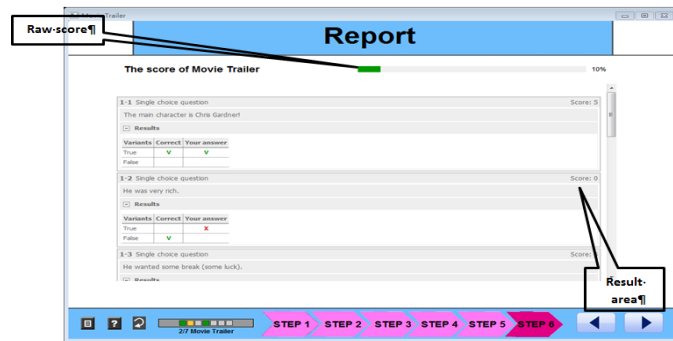 Movie Trailer
Raw·score¶
Report
The score of Movie Trailer
10%
1-1 Single choice question Score: 5
The main character is Chris Gardner!
Results
Variants Correct Your answer
True V V
False
1-2 Single choice question Score: 0
He was very rich.
Results
Variants Correct Your answer
True X
False V
1-3 Single choice question Score:
He wanted some break (some luck).
Results
Result·
area¶
?
2/7 Movie Trailer
STEP 1 STEP 2 STEP 3 STEP 4 STEP 5 STEP 6